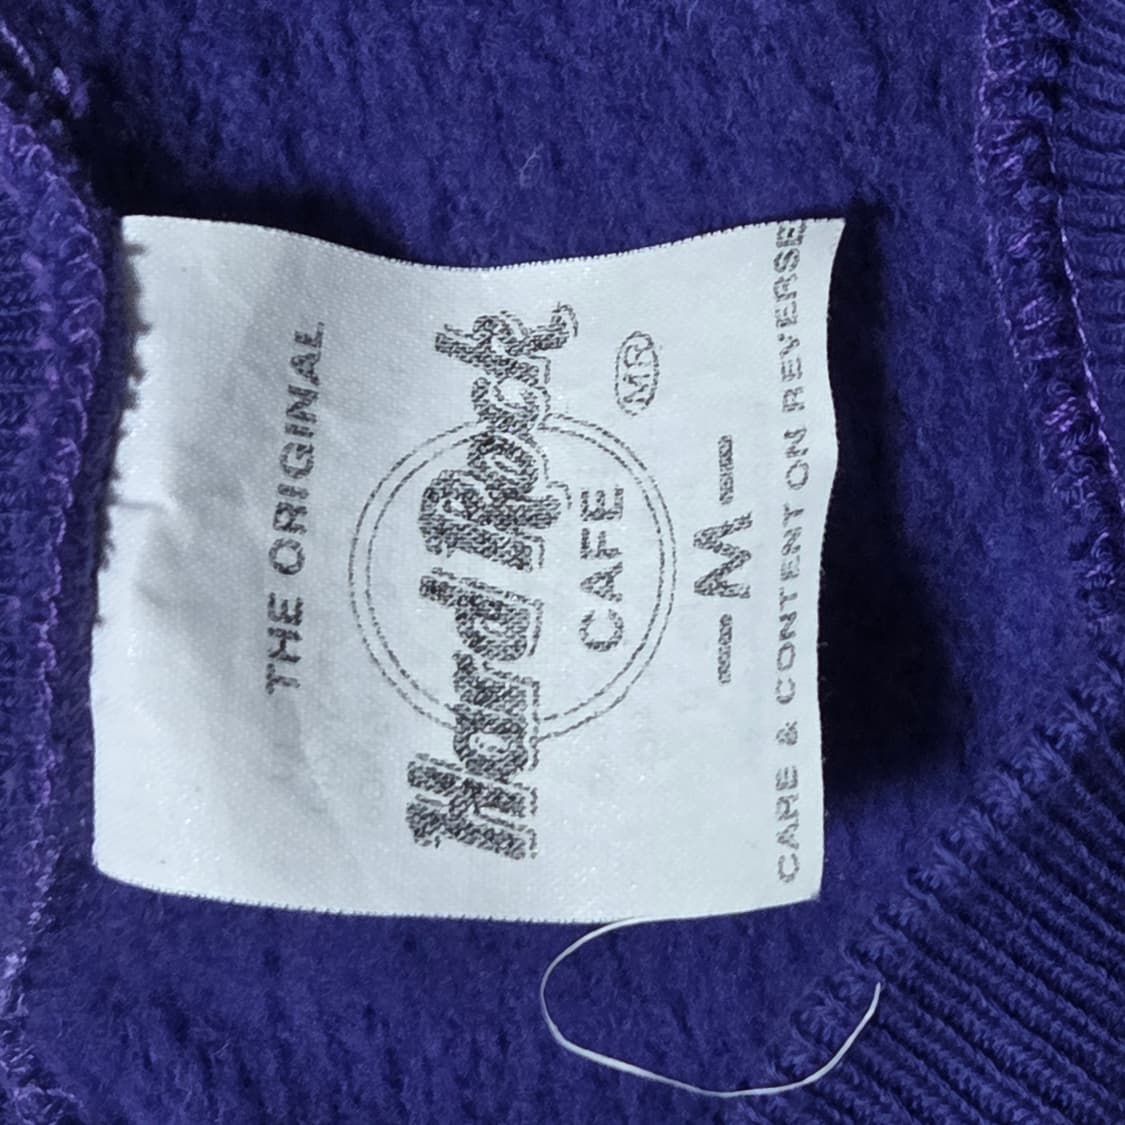 THE ORIGINAL
Hard Rock
CAFE
MR
— M —
CARE & CONTENT ON REVERSE